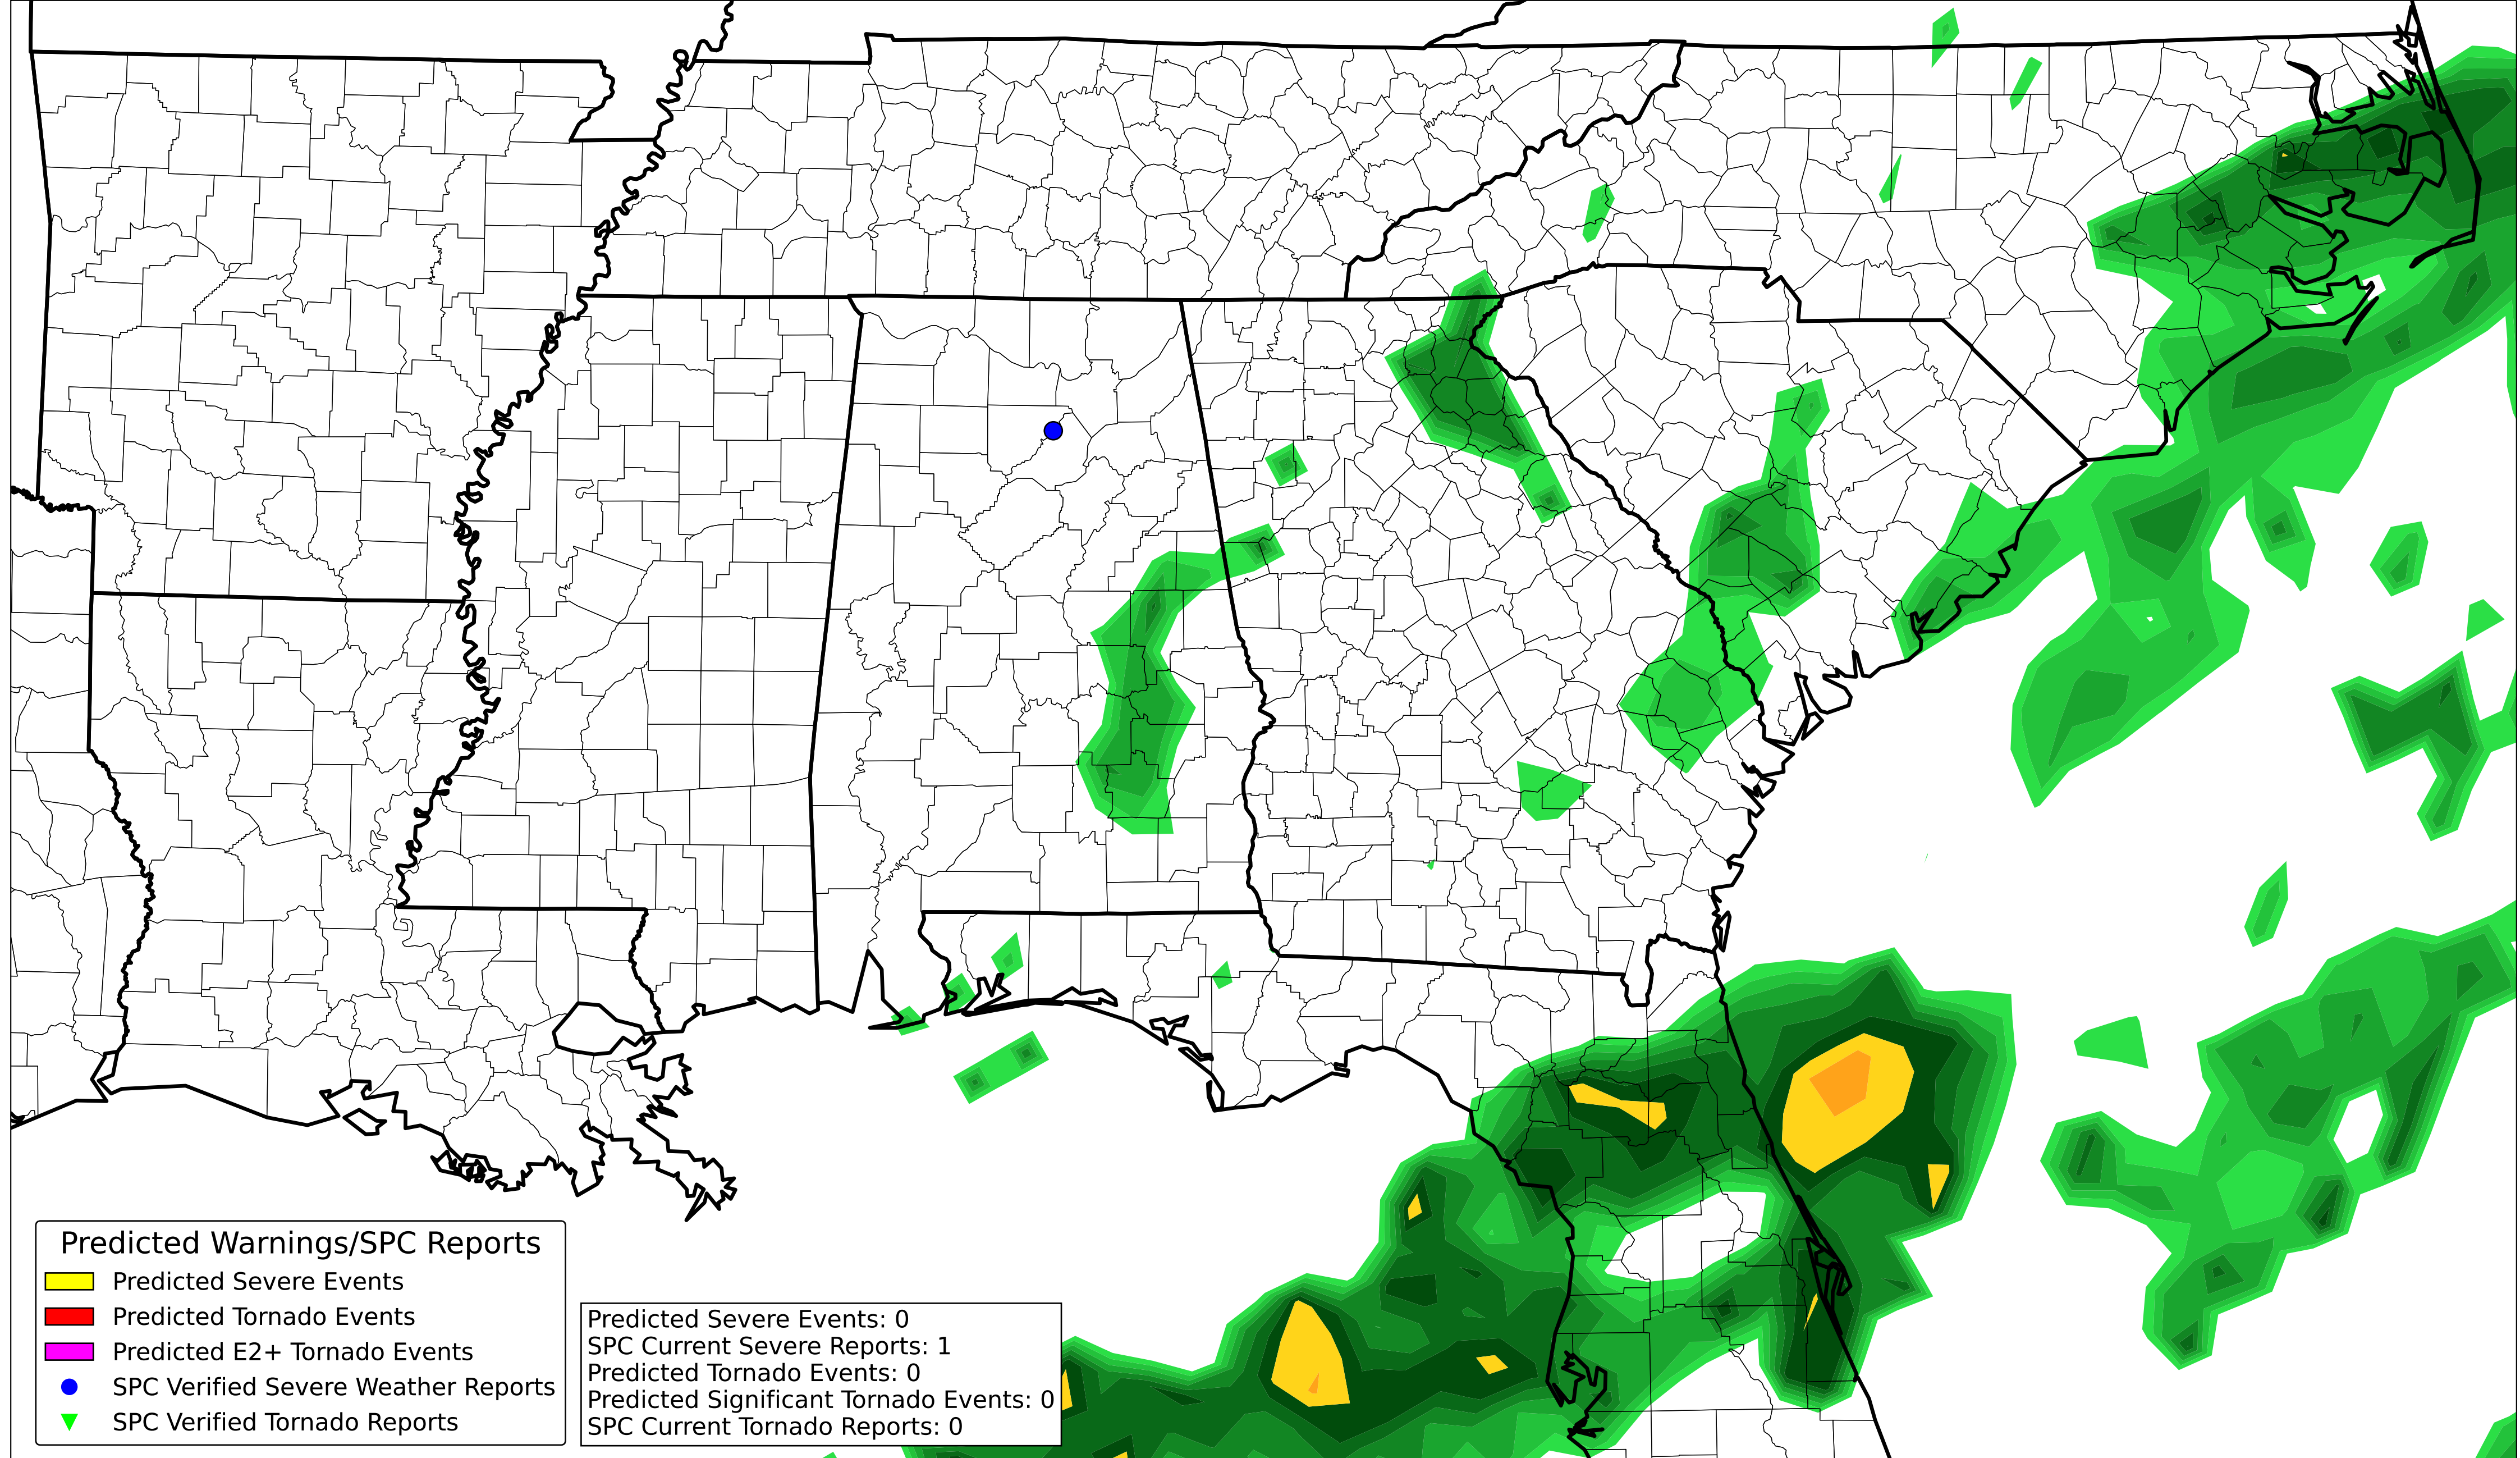 Predicted Warnings/SPC Reports
Predicted Severe Events
Predicted Tornado Events
Predicted E2+ Tornado Events
SPC Verified Severe Weather Reports
SPC Verified Tornado Reports
Predicted Severe Events: 0
SPC Current Severe Reports: 1
Predicted Tornado Events: 0
Predicted Significant Tornado Events: 0
SPC Current Tornado Reports: 0